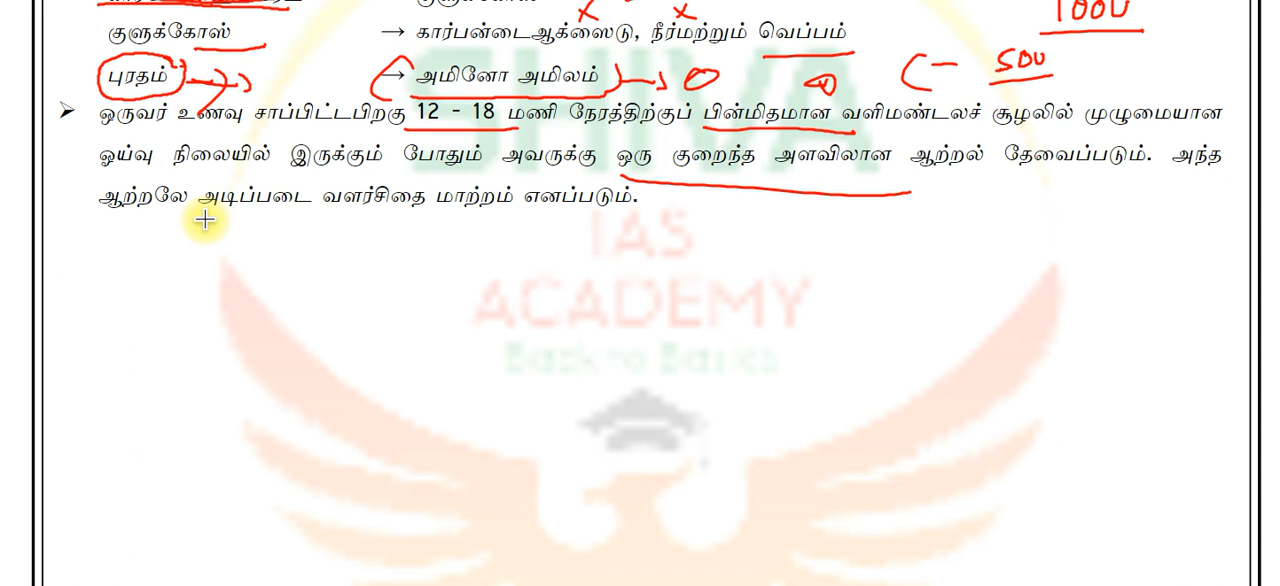 1000
குளுக்கோஸ் → கார்பன்டைஆக்ஸைடு, நீர்மற்றும் வெப்பம்
புரதம் → அமினோ அமிலம்
500
➤ ஒருவர் உணவு சாப்பிட்டபிறகு 12 - 18 மணி நேரத்திற்குப் பின்மிதமான வளிமண்டலச் சூழலில் முழுமையான
ஓய்வு நிலையில் இருக்கும் போதும் அவருக்கு ஒரு குறைந்த அளவிலான ஆற்றல் தேவைப்படும். அந்த
ஆற்றலே அடிப்படை வளர்சிதை மாற்றம் எனப்படும்.
SHIVA
IAS
ACADEMY
Back to Basics